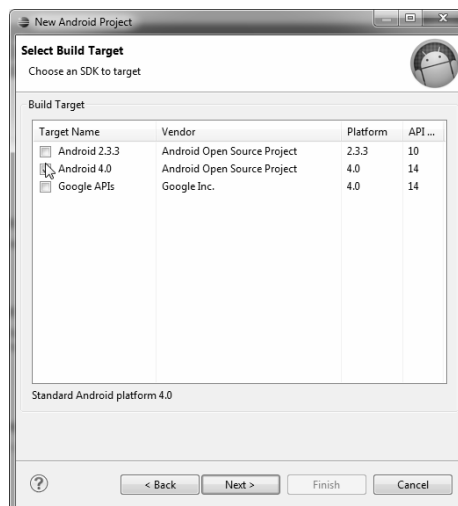 New Android Project
Select Build Target
Choose an SDK to target
Build Target
Target Name Vendor Platform API ...
Android 2.3.3 Android Open Source Project 2.3.3 10
Android 4.0 Android Open Source Project 4.0 14
Google APIs Google Inc. 4.0 14
Standard Android platform 4.0
? < Back Next > Finish Cancel